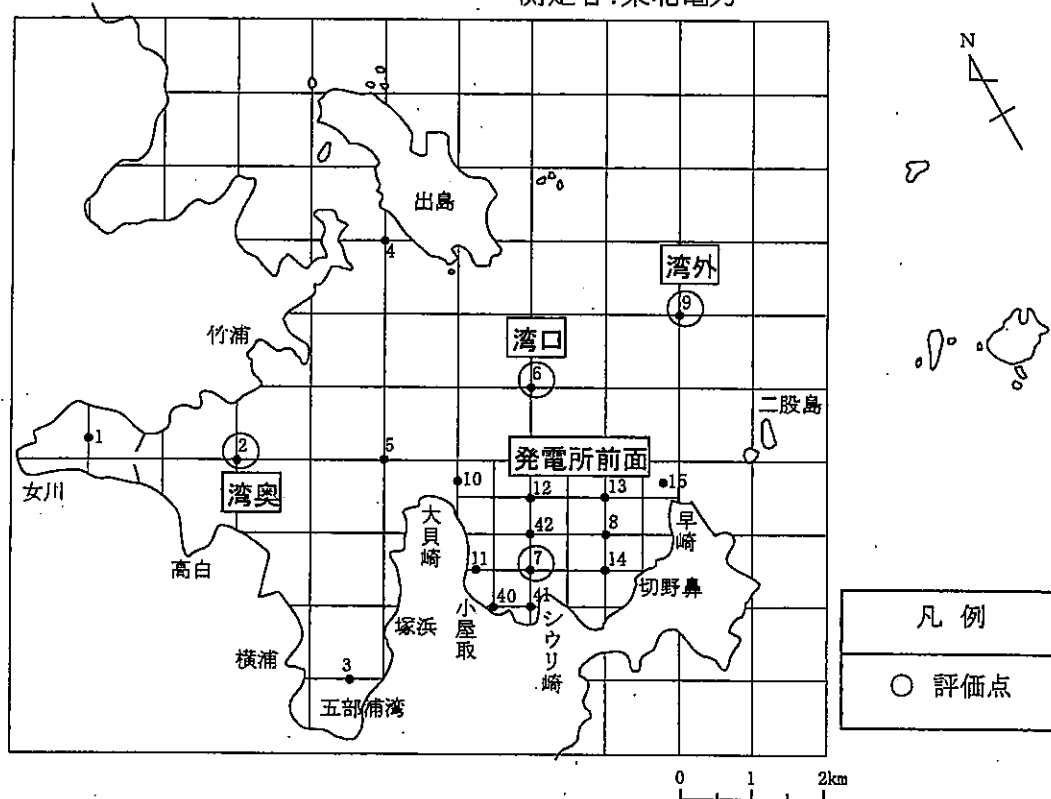 測定者:東北電力
N
出島
4
湾外
9
竹浦
湾口
6
二股島
1
2
5
発電所前面
女川
湾奥
10
12
13
15
大貝崎
42
8
早崎
高白
11
7
14
切野鼻
40
41
小屋取
シウリ崎
塚浜
横浦
3
五部浦湾
凡例
○ 評価点
0 1 2km